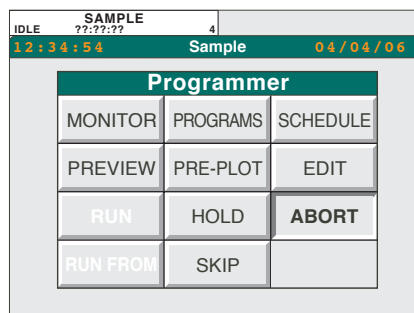 SAMPLE
IDLE ??:??:?? 4
12:34:54 Sample 04/04/06
Programmer
MONITOR PROGRAMS SCHEDULE
PREVIEW PRE-PLOT EDIT
RUN HOLD ABORT
RUN FROM SKIP